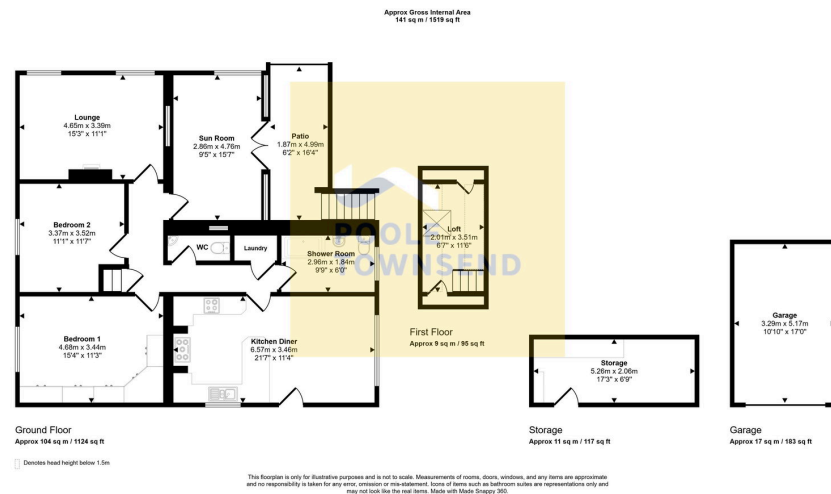 Approx Gross Internal Area
141 sq m / 1519 sq ft
Lounge
4.65m x 3.39m
15'3" x 11'1"
Sun Room
2.86m x 4.76m
9'5" x 15'7"
Patio
1.87m x 4.99m
6'2" x 16'4"
Bedroom 2
3.37m x 3.52m
11'1" x 11'7"
WC
Laundry
Shower Room
2.96m x 1.84m
9'9" x 6'0"
POOLE
TOWNSEND
Loft
2.01m x 3.51m
6'7" x 11'6"
Bedroom 1
4.68m x 3.44m
15'4" x 11'3"
Kitchen Diner
6.57m x 3.46m
21'7" x 11'4"
First Floor
Approx 9 sq m / 95 sq ft
Storage
5.26m x 2.06m
17'3" x 6'9"
Garage
3.29m x 5.17m
10'10" x 17'0"
Ground Floor
Approx 104 sq m / 1124 sq ft
Storage
Approx 11 sq m / 117 sq ft
Garage
Approx 17 sq m / 183 sq ft
Denotes head height below 1.5m
This floorplan is only for illustrative purposes and is not to scale. Measurements of rooms, doors, windows, and any items are approximate
and no responsibility is taken for any error, omission or mis-statement. Icons of items such as bathroom suites are representations only and
may not look like the real items. Made with Made Snappy 360.